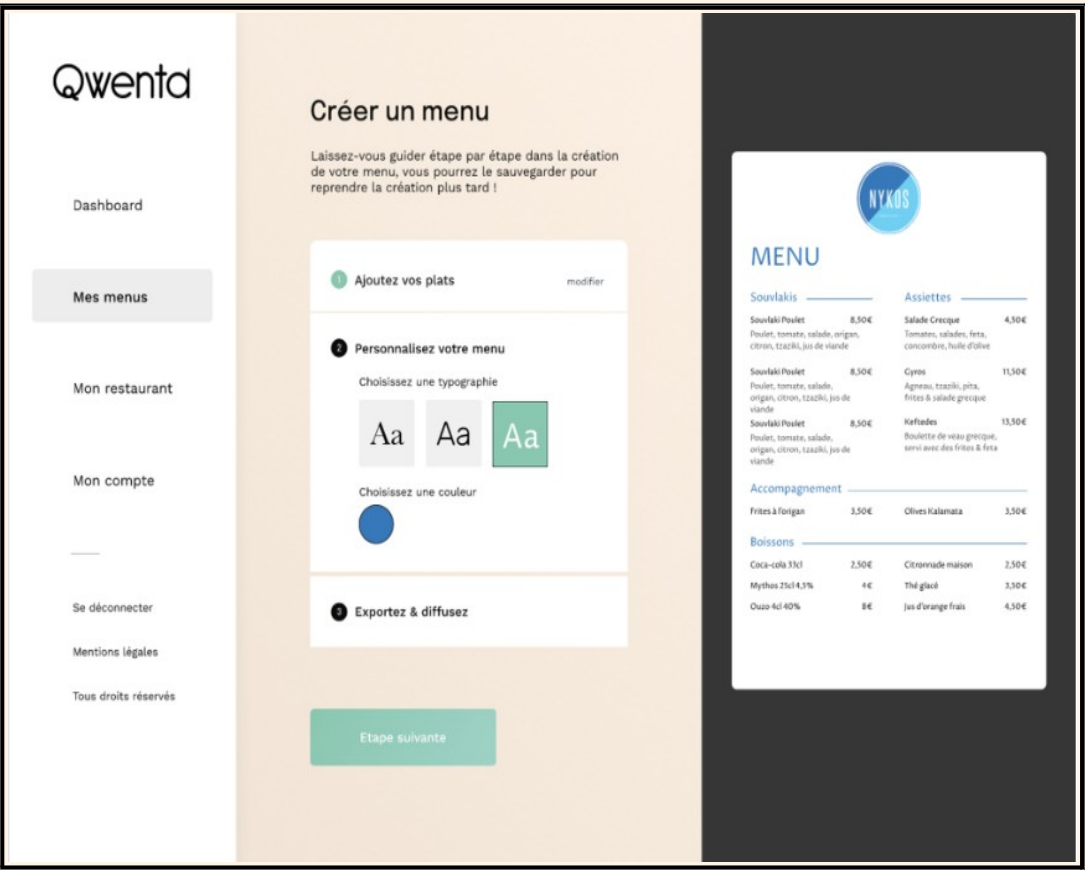 Qwenta
Dashboard
Mes menus
Mon restaurant
Mon compte
Se déconnecter
Mentions légales
Tous droits réservés
Créer un menu
Laissez-vous guider étape par étape dans la création
de votre menu, vous pourrez le sauvegarder pour
reprendre la création plus tard !
1 Ajoutez vos plats modifier
2 Personnalisez votre menu
Choisissez une typographie
Aa Aa Aa
Choisissez une couleur
3 Exportez & diffusez
Etape suivante
NYKOS
MENU
Souvlakis
Souvlaki Poulet 8,50€
Poulet, tomate, salade, origan,
citron, tzaziki, jus de viande
Souvlaki Poulet 8,50€
Poulet, tomate, salade,
origan, citron, tzaziki, jus de
viande
Souvlaki Poulet 8,50€
Poulet, tomate, salade,
origan, citron, tzaziki, jus de
viande
Assiettes
Salade Grecque 4,50€
Tomates, salades, feta,
concombre, huile d'olive
Gyros 11,50€
Agneau, tzaziki, pita,
frites & salade grecque
Keftedes 13,50€
Boulette de veau grecque,
servi avec des frites & feta
Accompagnement
Frites à l'origan 3,50€ Olives Kalamata 3,50€
Boissons
Coca-cola 33cl 2,50€ Citronnade maison 2,50€
Mythos 25cl 4,5% 4€ Thé glacé 3,50€
Ouzo 4cl 40% 8€ Jus d'orange frais 4,50€